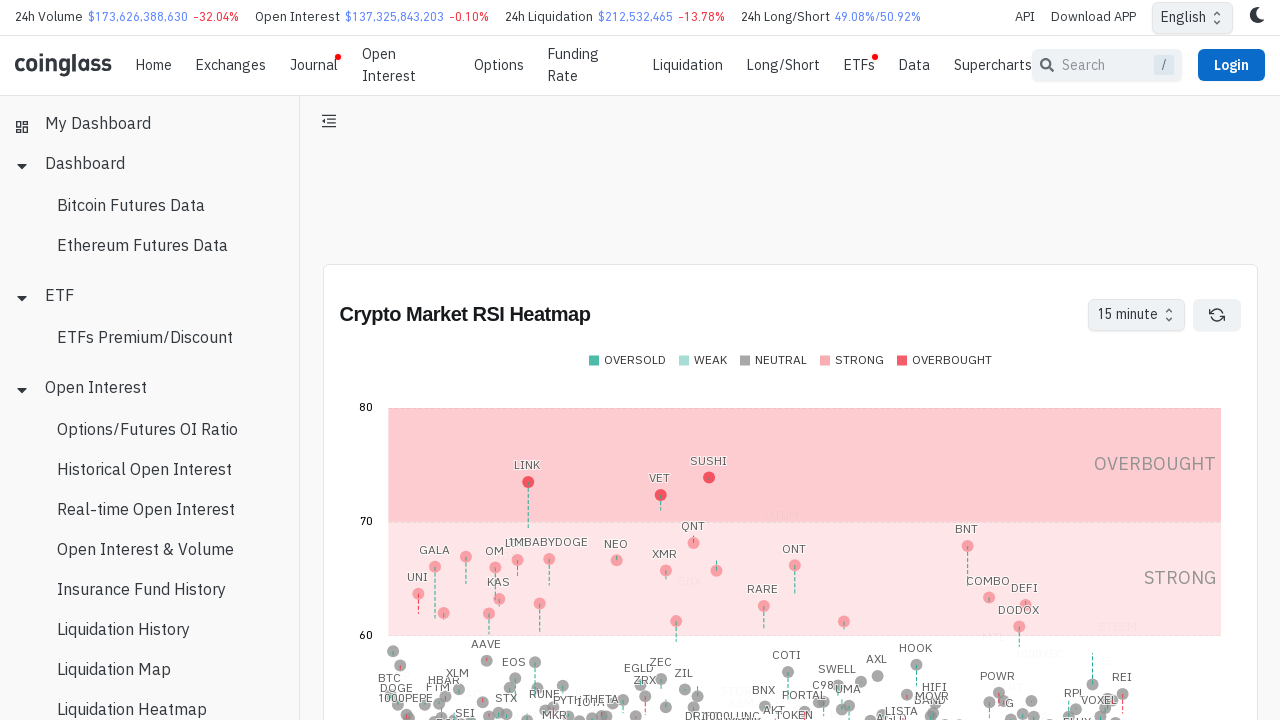 24h Volume $173,626,388,630 -32.04% Open Interest $137,325,843,203 -0.10% 24h Liquidation $212,532,465 -13.78% 24h Long/Short 49.08%/50.92% API Download APP English
coinglass Home Exchanges Journal Open Interest Options Funding Rate Liquidation Long/Short ETFs Data Supercharts Search / Login
My Dashboard
Dashboard
Bitcoin Futures Data
Ethereum Futures Data
ETF
ETFs Premium/Discount
Open Interest
Options/Futures OI Ratio
Historical Open Interest
Real-time Open Interest
Open Interest & Volume
Insurance Fund History
Liquidation History
Liquidation Map
Liquidation Heatmap
Crypto Market RSI Heatmap 15 minute
OVERSOLD WEAK NEUTRAL STRONG OVERBOUGHT
80
OVERBOUGHT
SUSHI
LINK
VET
70
QNT
BNT
1MBABYDOGE
NEO
GALA
OM
XMR
ONT
STRONG
UNI
KAS
COMBO
DEFI
RARE
DODOX
60
AAVE
HOOK
COTI
EOS
ZEC
AXL
EGLD
SWELL
XLM
ZIL
BTC
HBAR
ZRX
POWR
REI
DOGE
FTM
C98
UMA
HIFI
BNX
1000PEPE
STX
RUNE
THETA
PORTAL
MOVR
RPL
VOXEL
SEI
MKR
TOKEN
LISTA